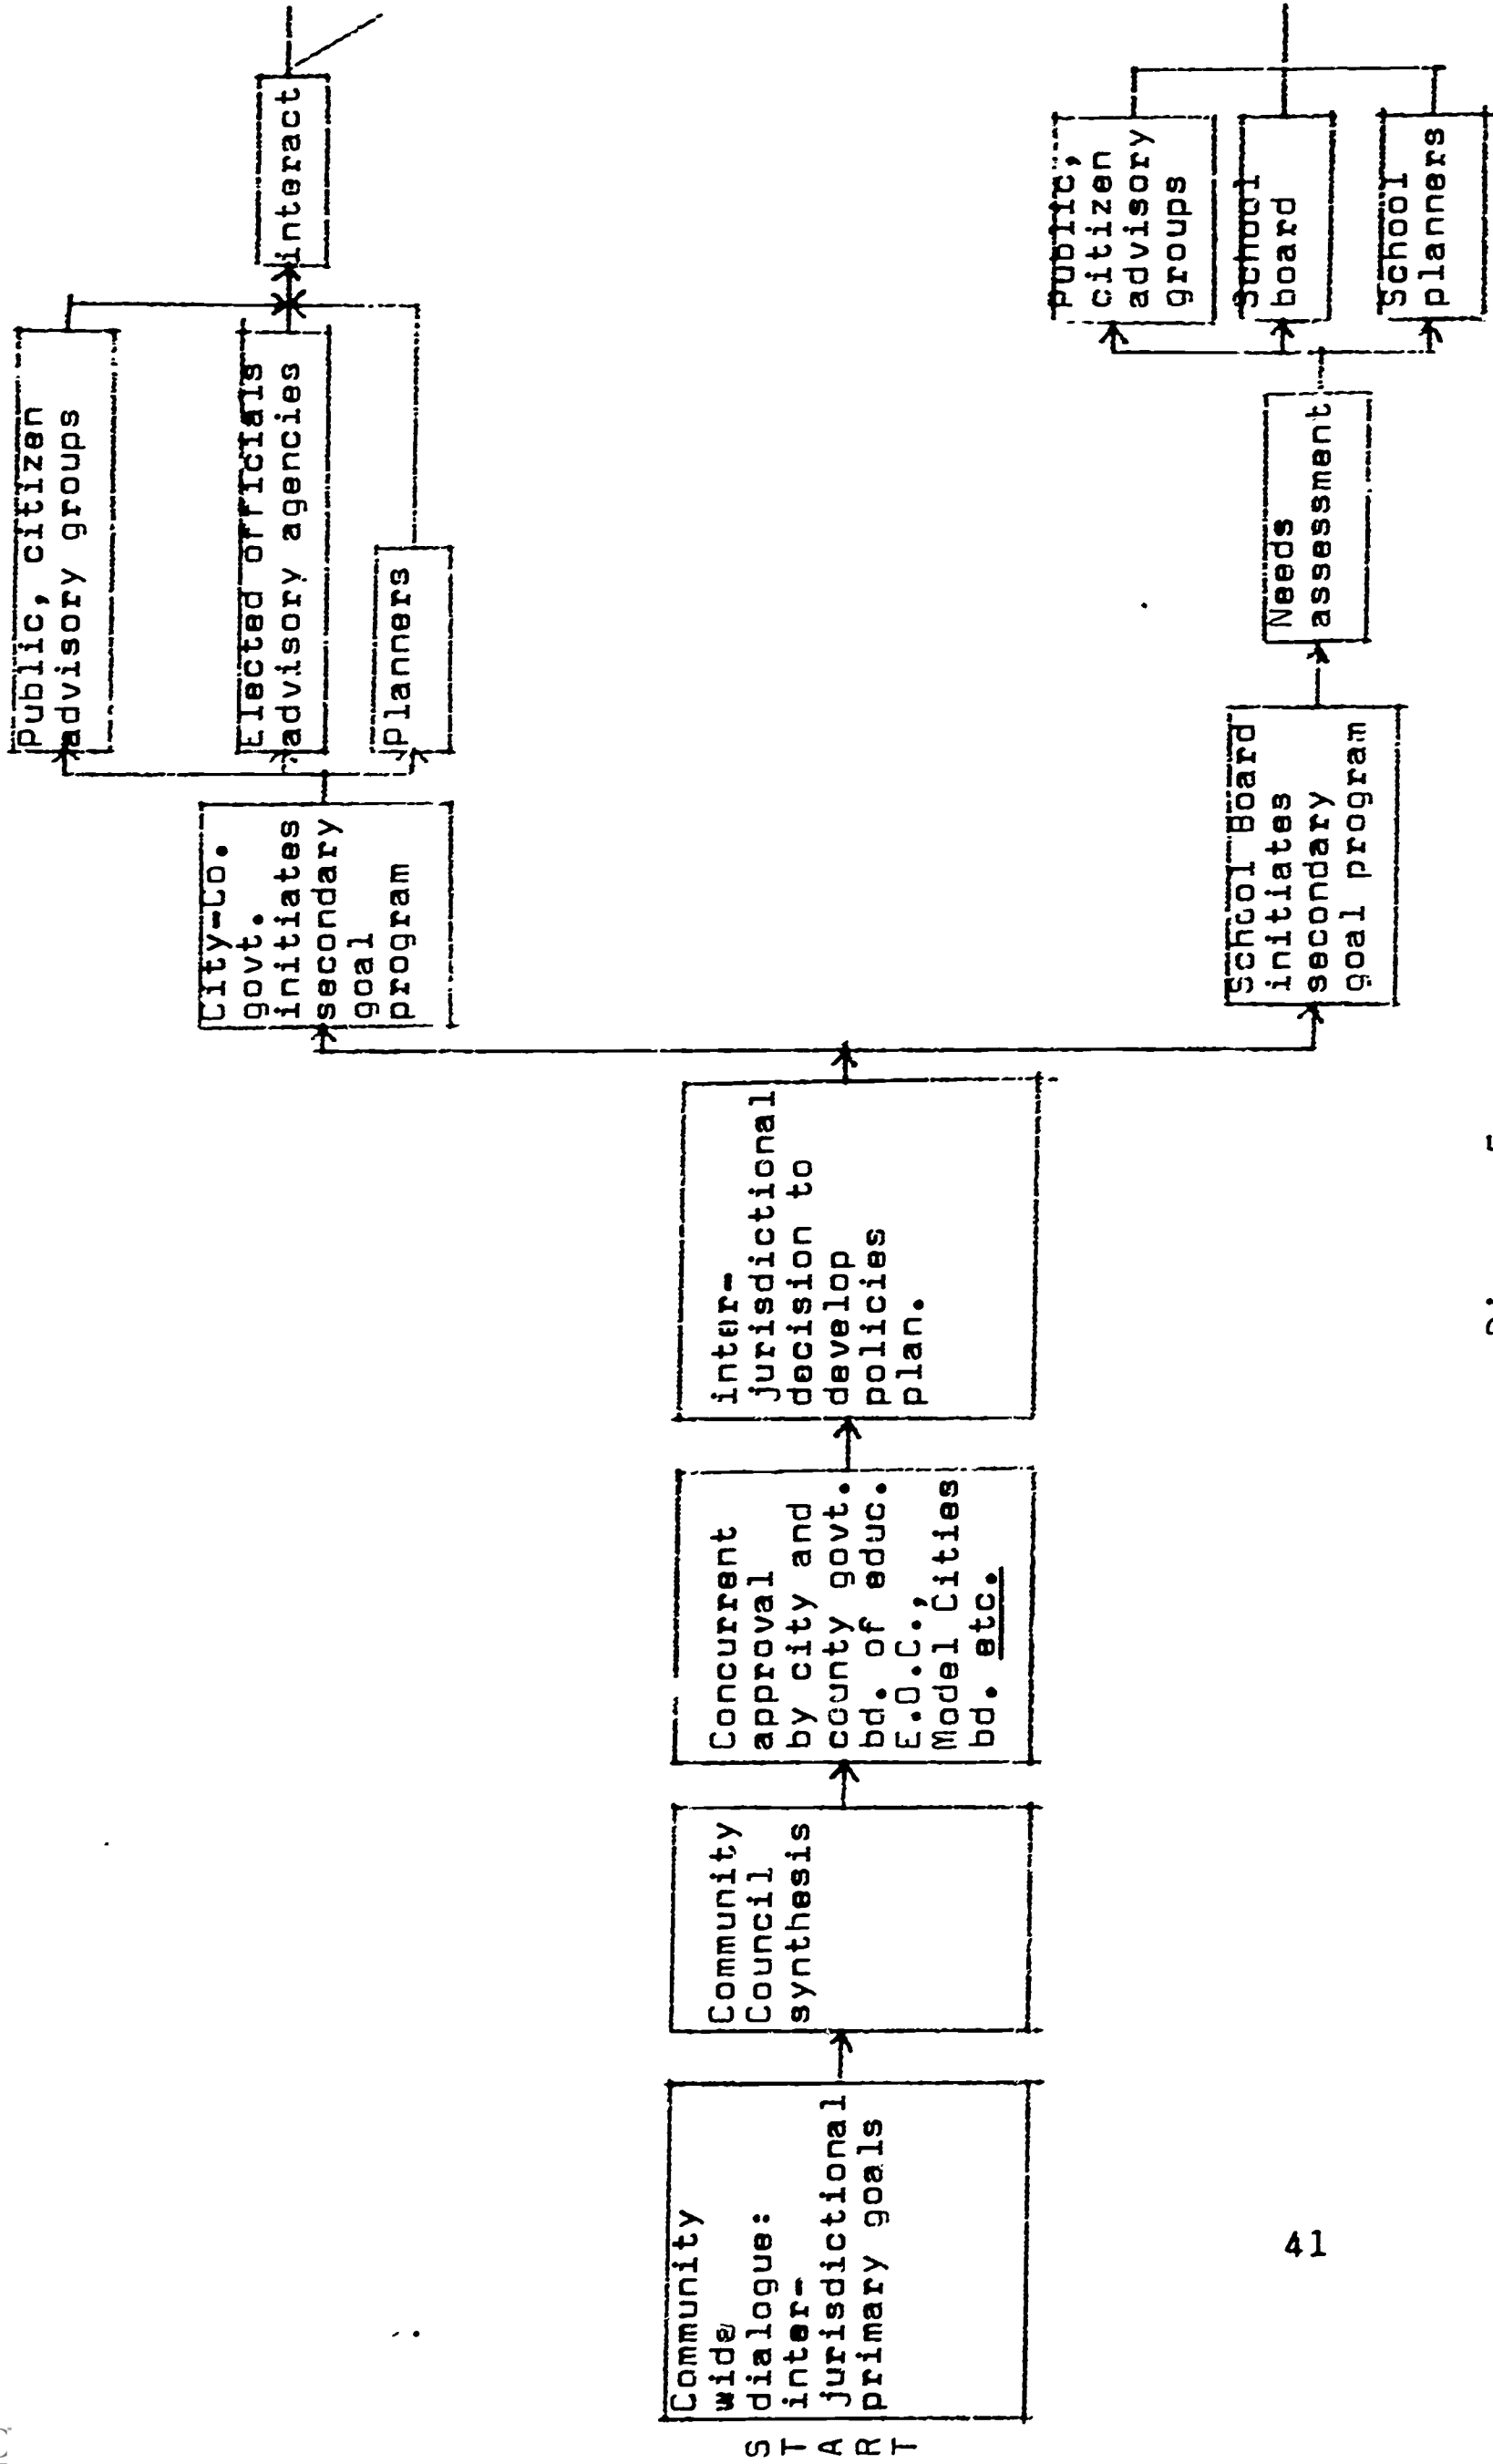 S
T
A
R
T
Community
wide
dialogue:
inter-
jurisdictional
primary goals
Community
Council
synthesis
Concurrent
approval
by city and
county govt.
bd. of educ.
E.O.C.,
Model Cities
bd. etc.
inter-
jurisdictional
decision to
develop
policies
plan.
City-Co.
govt.
initiates
secondary
goal
program
Public, citizen
advisory groups
Elected officials
advisory agencies
Planners
interact
School Board
initiates
secondary
goal program
Needs
assessment
Public,
citizen
advisory
groups
School
board
School
planners
41